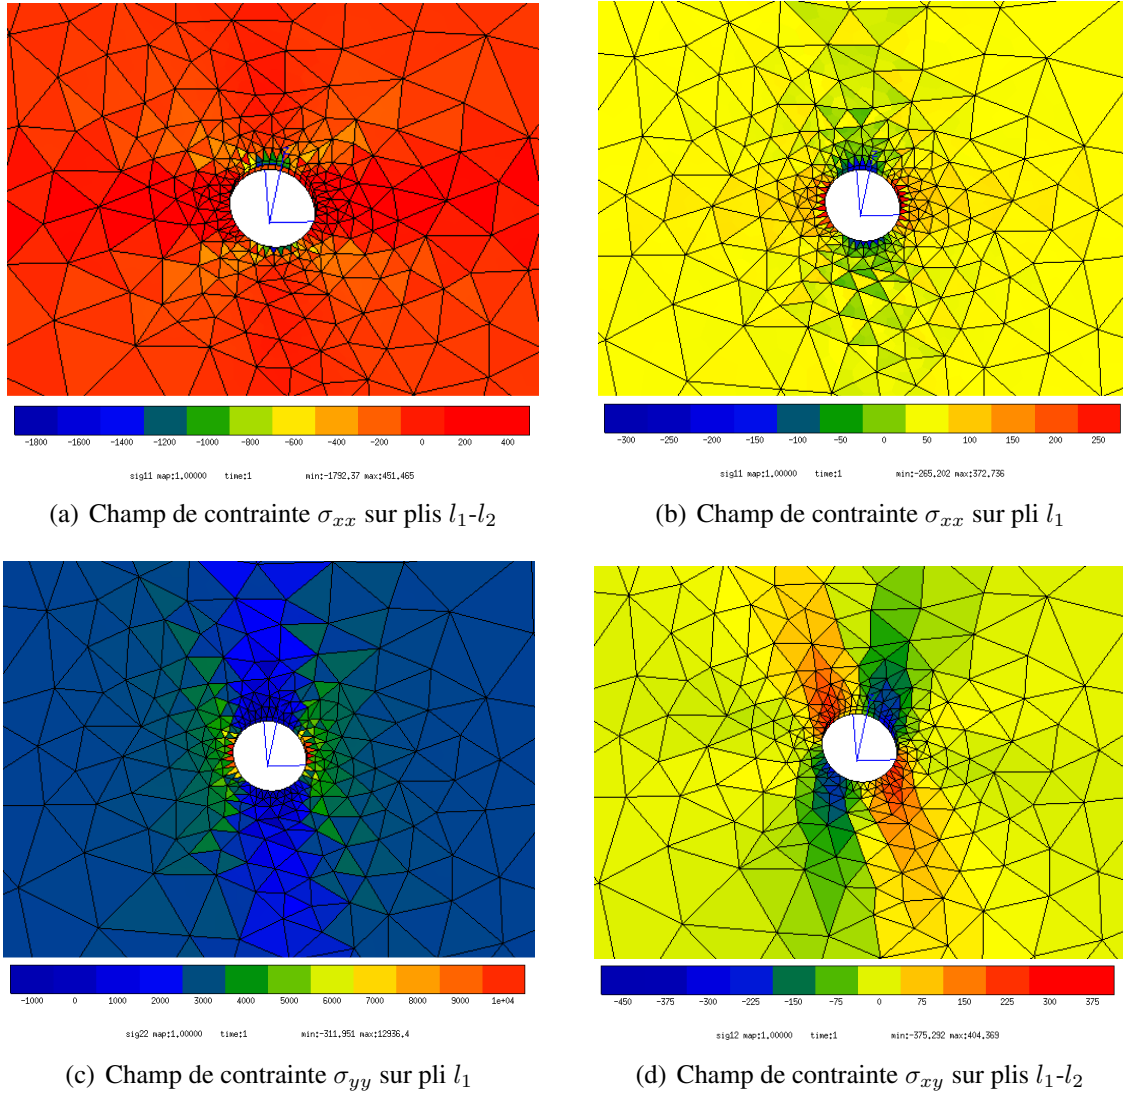 -1800 -1600 -1400 -1200 -1000 -800 -600 -400 -200 0 200 400
sig11 map:1.00000 time:1 min:-1792.37 max:451.465
(a) Champ de contrainte σxx sur plis l1-l2
-300 -250 -200 -150 -100 -50 0 50 100 150 200 250
sig11 map:1.00000 time:1 min:-265.202 max:372.736
(b) Champ de contrainte σxx sur pli l1
-1000 0 1000 2000 3000 4000 5000 6000 7000 8000 9000 1e+04
sig22 map:1.00000 time:1 min:-311.951 max:12936.4
(c) Champ de contrainte σyy sur pli l1
-450 -375 -300 -225 -150 -75 0 75 150 225 300 375
sig12 map:1.00000 time:1 min:-375.292 max:404.369
(d) Champ de contrainte σxy sur plis l1-l2